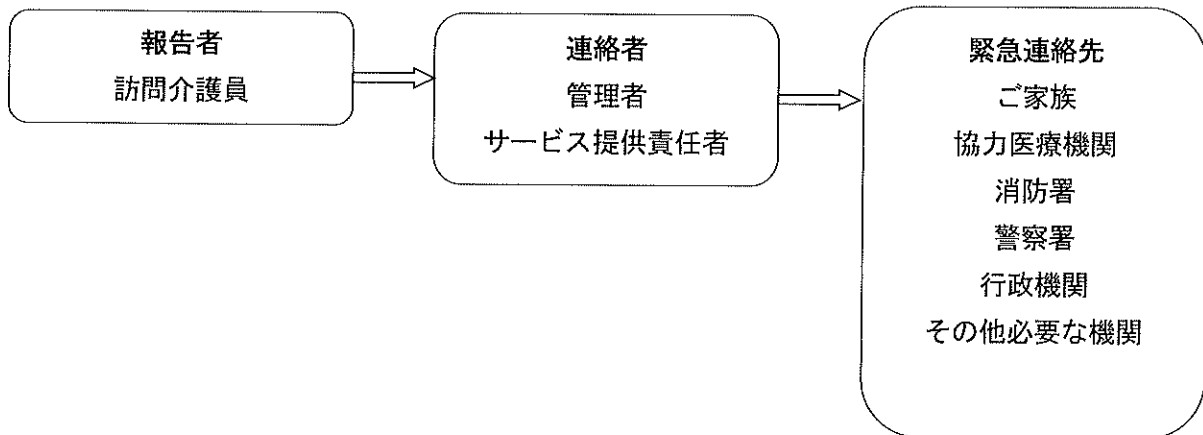 報告者
訪問介護員
連絡者
管理者
サービス提供責任者
緊急連絡先
ご家族
協力医療機関
消防署
警察署
行政機関
その他必要な機関